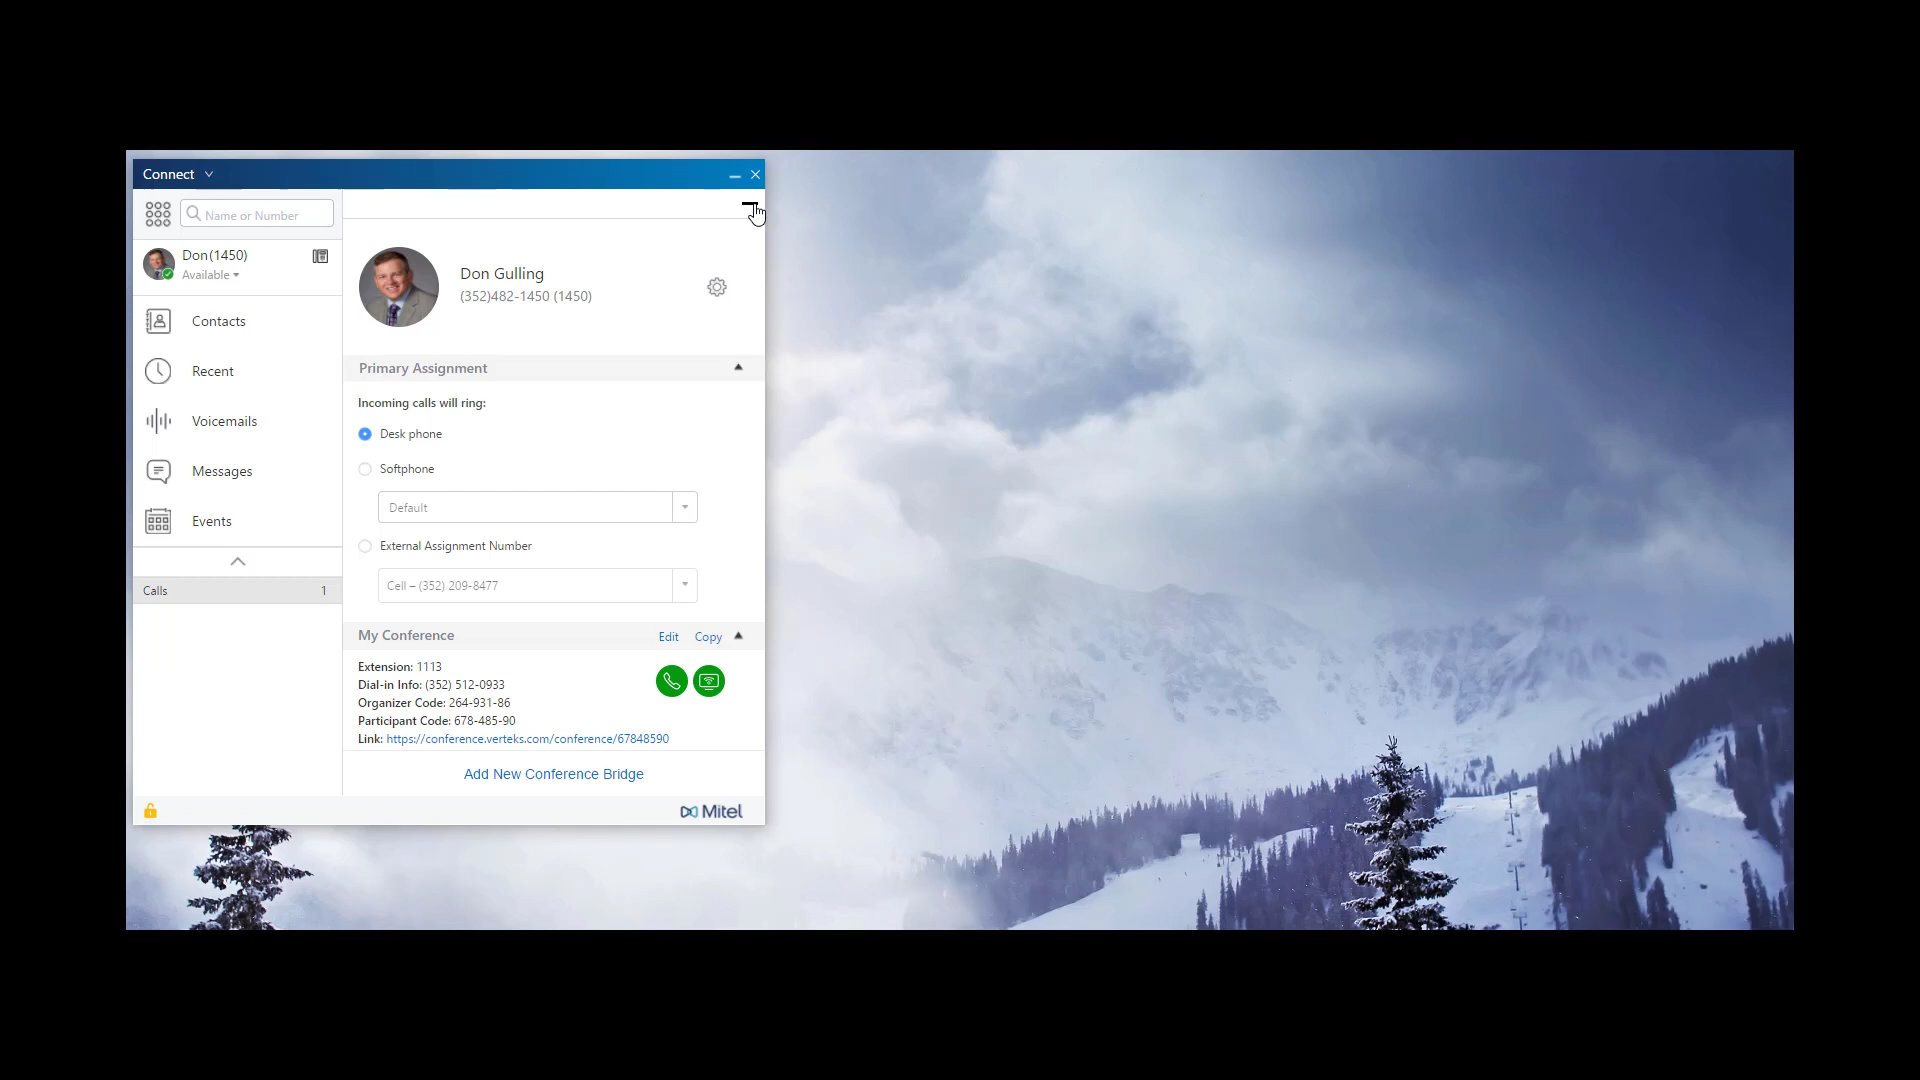 Connect
Name or Number
Don(1450)
Available
Contacts
Recent
Voicemails
Messages
Events
Calls 1
Don Gulling
(352)482-1450 (1450)
Primary Assignment
Incoming calls will ring:
Desk phone
Softphone
Default
External Assignment Number
Cell – (352) 209-8477
My Conference Edit Copy
Extension: 1113
Dial-in Info: (352) 512-0933
Organizer Code: 264-931-86
Participant Code: 678-485-90
Link: https://conference.verteks.com/conference/67848590
Add New Conference Bridge
Mitel